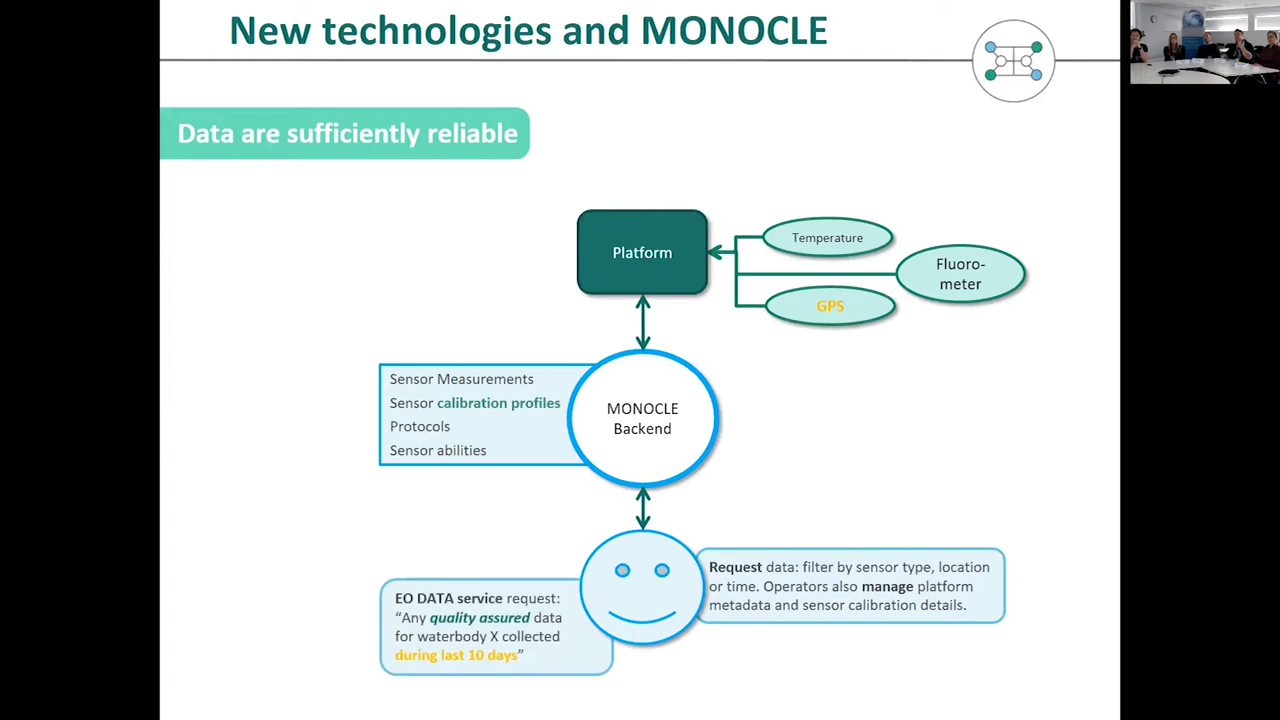 New technologies and MONOCLE
Data are sufficiently reliable
Platform
Temperature
Fluoro-
meter
GPS
Sensor Measurements
Sensor calibration profiles
Protocols
Sensor abilities
MONOCLE
Backend
EO DATA service request:
“Any quality assured data
for waterbody X collected
during last 10 days”
Request data: filter by sensor type, location
or time. Operators also manage platform
metadata and sensor calibration details.